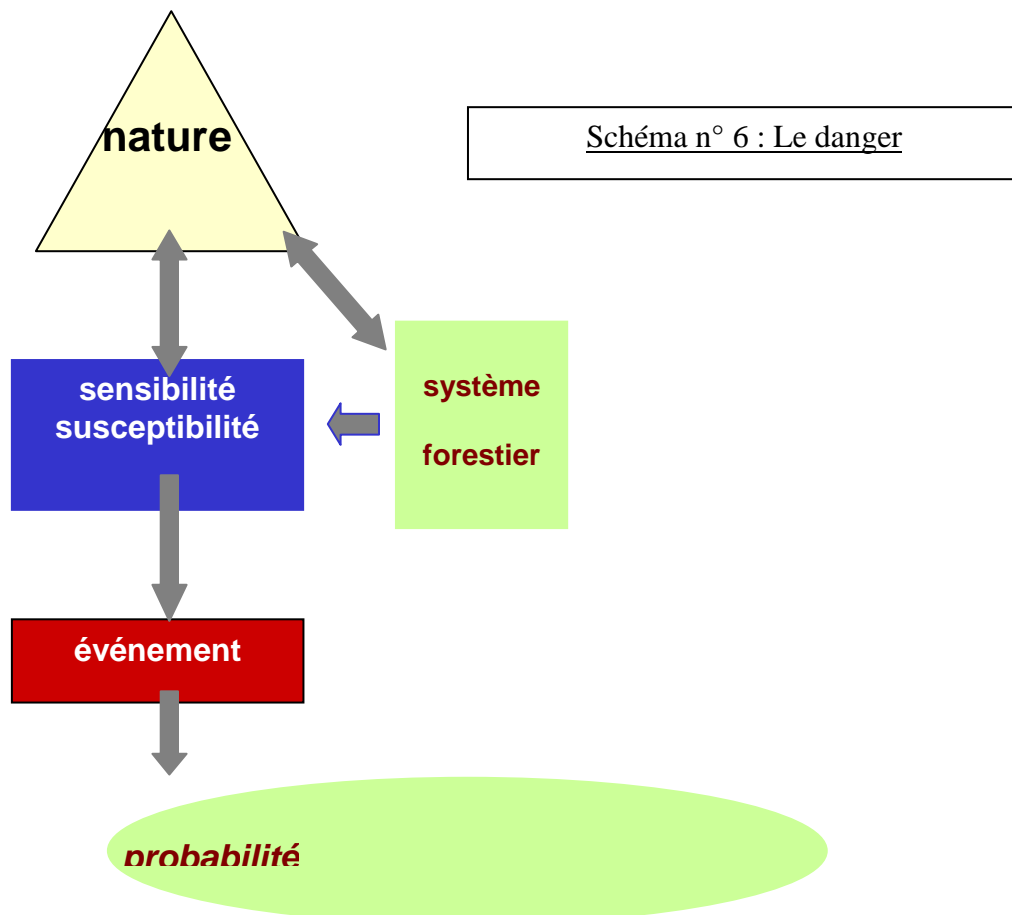 nature
Schéma n° 6 : Le danger
sensibilité
susceptibilité
système
forestier
événement
probabilité